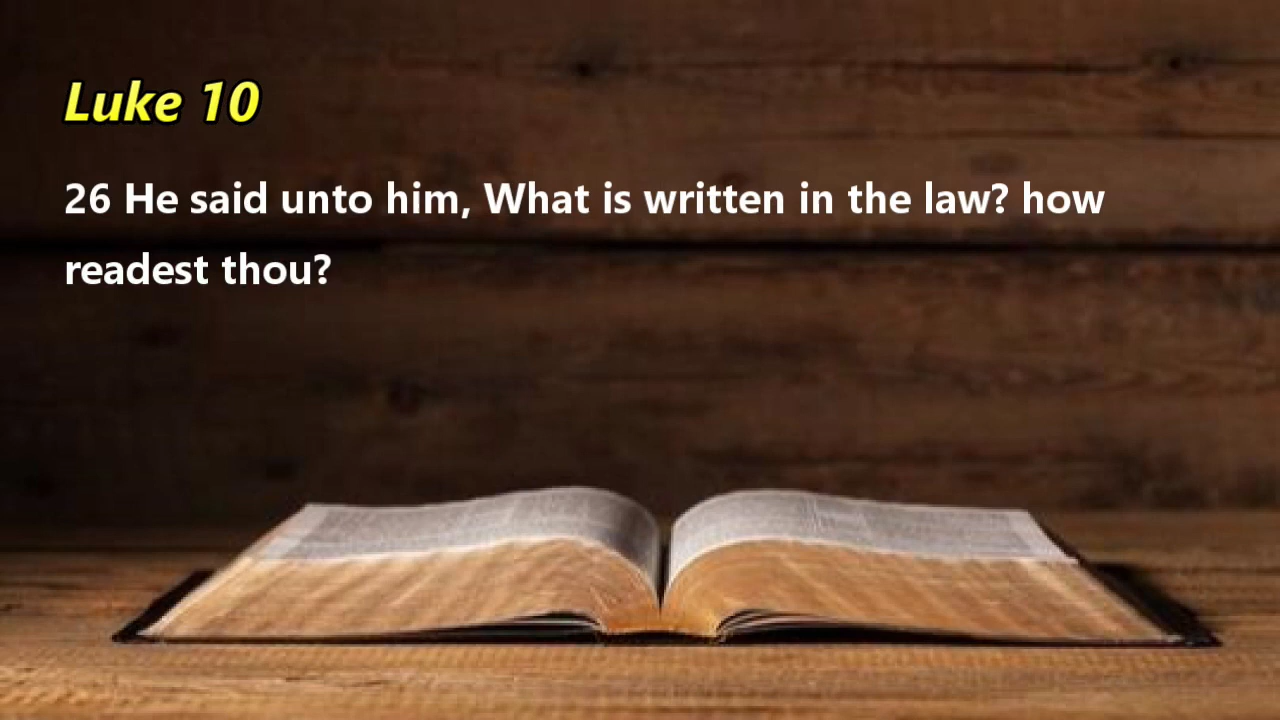 Luke 10
26 He said unto him, What is written in the law? how
readest thou?